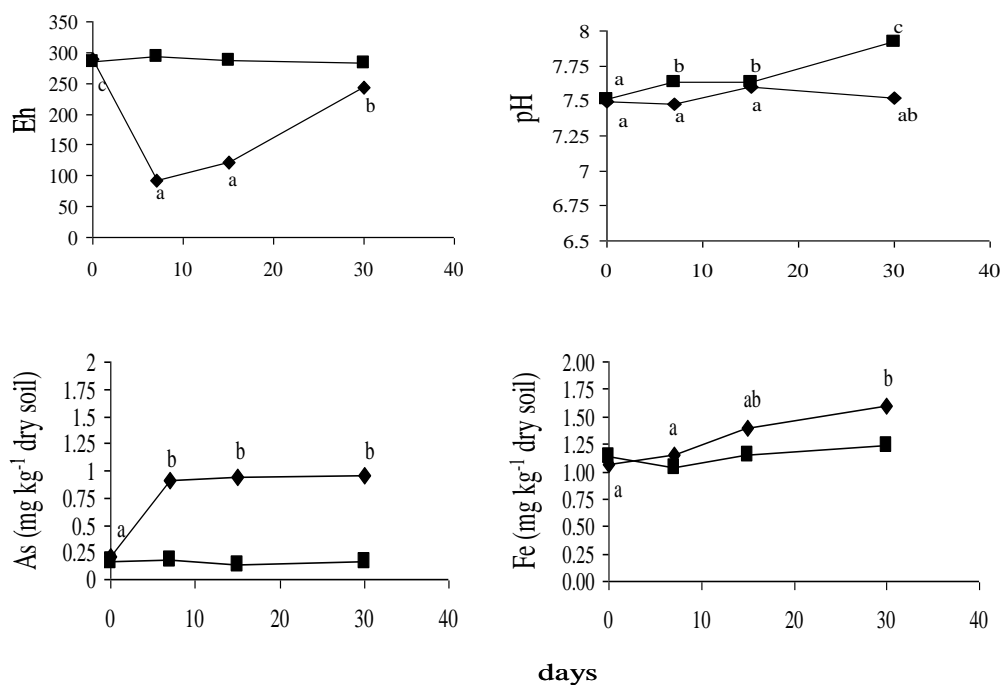 Eh
350
300
250
200
150
100
50
0
c
a
a
b
0 10 20 30 40
pH
8
7.75
7.5
7.25
7
6.75
6.5
a
b
b
c
a
a
a
ab
0 10 20 30 40
As (mg kg-1 dry soil)
2
1.75
1.5
1.25
1
0.75
0.5
0.25
0
a
b
b
b
0 10 20 30 40
Fe (mg kg-1 dry soil)
2.00
1.75
1.50
1.25
1.00
0.75
0.50
0.25
0.00
a
a
ab
b
0 10 20 30 40
days